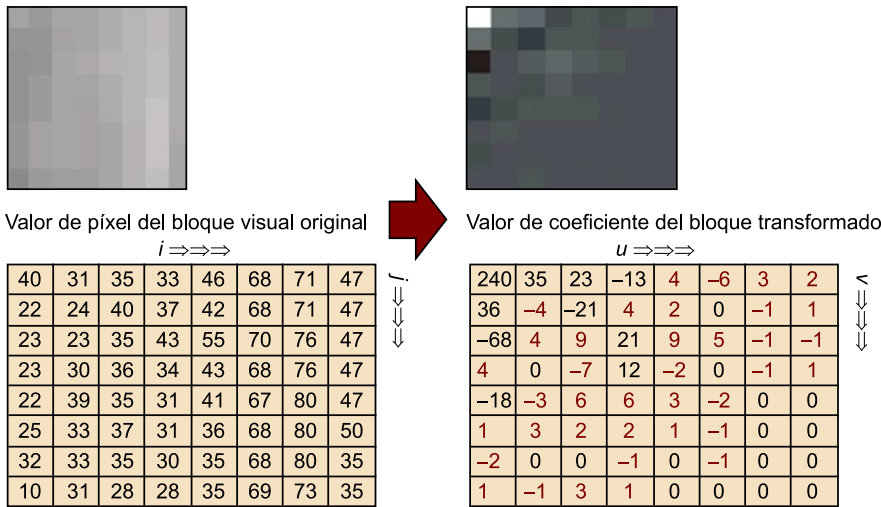 Valor de píxel del bloque visual original
i ⇒⇒⇒
j ⇒⇒⇒
40 31 35 33 46 68 71 47
22 24 40 37 42 68 71 47
23 23 35 43 55 70 76 47
23 30 36 34 43 68 76 47
22 39 35 31 41 67 80 47
25 33 37 31 36 68 80 50
32 33 35 30 35 68 80 35
10 31 28 28 35 69 73 35
Valor de coeficiente del bloque transformado
u ⇒⇒⇒
v ⇒⇒⇒
240 35 23 –13 4 –6 3 2
36 –4 –21 4 2 0 –1 1
–68 4 9 21 9 5 –1 –1
4 0 –7 12 –2 0 –1 1
–18 –3 6 6 3 –2 0 0
1 3 2 2 1 –1 0 0
–2 0 0 –1 0 –1 0 0
1 –1 3 1 0 0 0 0